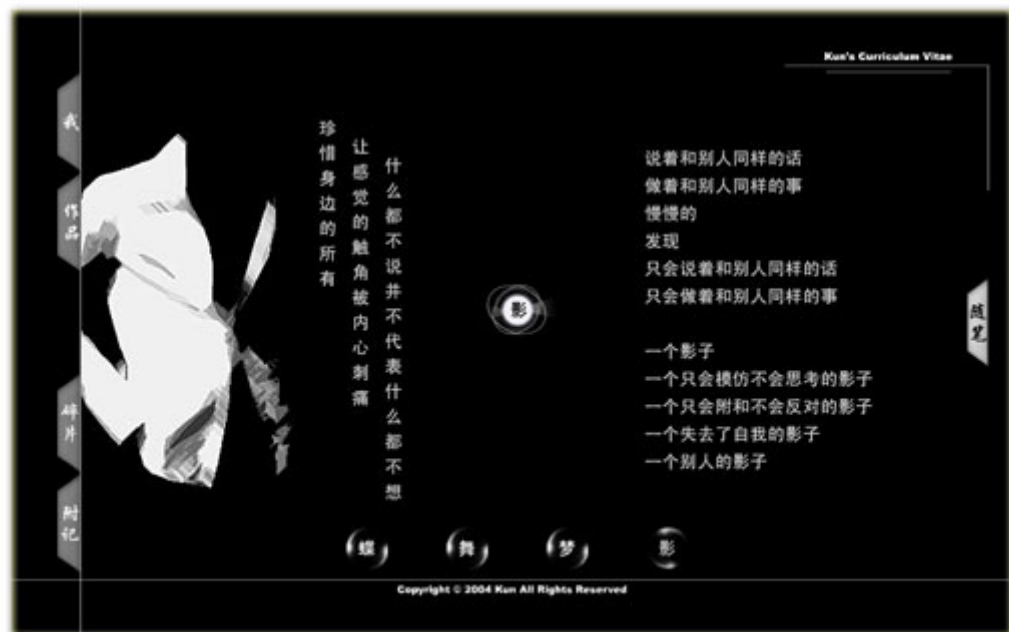 Kun's Curriculum Vitae
我
作品
碎片
附记
珍惜身边的所有
让感觉的触角被内心刺痛
什么都不说并不代表什么都不想
影
说着和别人同样的话
做着和别人同样的事
慢慢的
发现
只会说着和别人同样的话
只会做着和别人同样的事
一个影子
一个只会模仿不会思考的影子
一个只会附和不会反对的影子
一个失去了自我的影子
一个别人的影子
随笔
蝶
舞
梦
影
Copyright © 2004 Kun All Rights Reserved